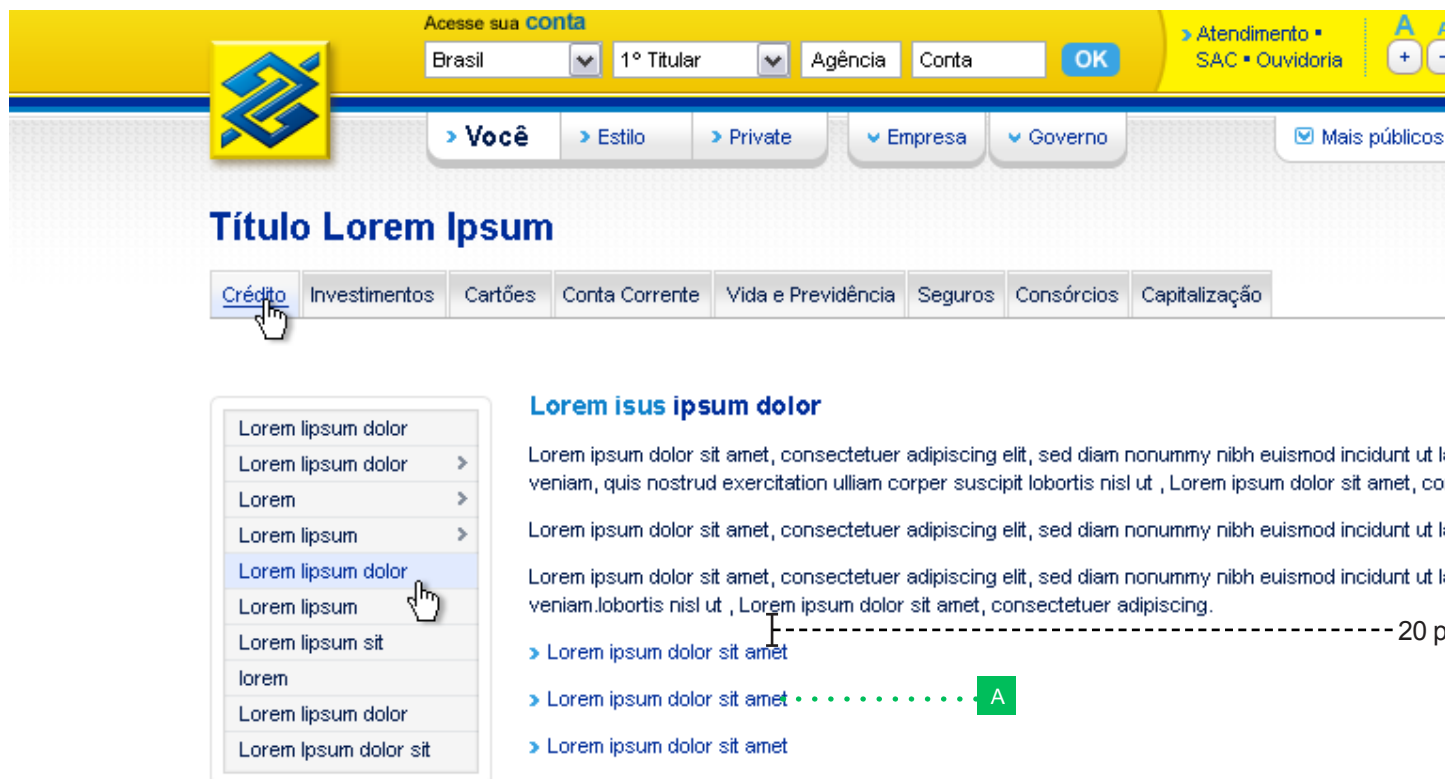 Acesse sua conta
Brasil 1º Titular Agência Conta OK
Atendimento ▪
SAC ▪ Ouvidoria
A A
+ -
Você Estilo Private Empresa Governo Mais públicos
Título Lorem Ipsum
Crédito Investimentos Cartões Conta Corrente Vida e Previdência Seguros Consórcios Capitalização
Lorem lipsum dolor
Lorem lipsum dolor
Lorem
Lorem lipsum
Lorem lipsum dolor
Lorem lipsum
Lorem lipsum sit
lorem
Lorem lipsum dolor
Lorem Ipsum dolor sit
Lorem isus ipsum dolor
Lorem ipsum dolor sit amet, consectetuer adipiscing elit, sed diam nonummy nibh euismod incidunt ut
veniam, quis nostrud exercitation ulliam corper suscipit lobortis nisl ut , Lorem ipsum dolor sit amet,
Lorem ipsum dolor sit amet, consectetuer adipiscing elit, sed diam nonummy nibh euismod incidunt ut
Lorem ipsum dolor sit amet, consectetuer adipiscing elit, sed diam nonummy nibh euismod incidunt ut
veniam.lobortis nisl ut , Lorem ipsum dolor sit amet, consectetuer adipiscing.
20
Lorem ipsum dolor sit amet
Lorem ipsum dolor sit amet A
Lorem ipsum dolor sit amet